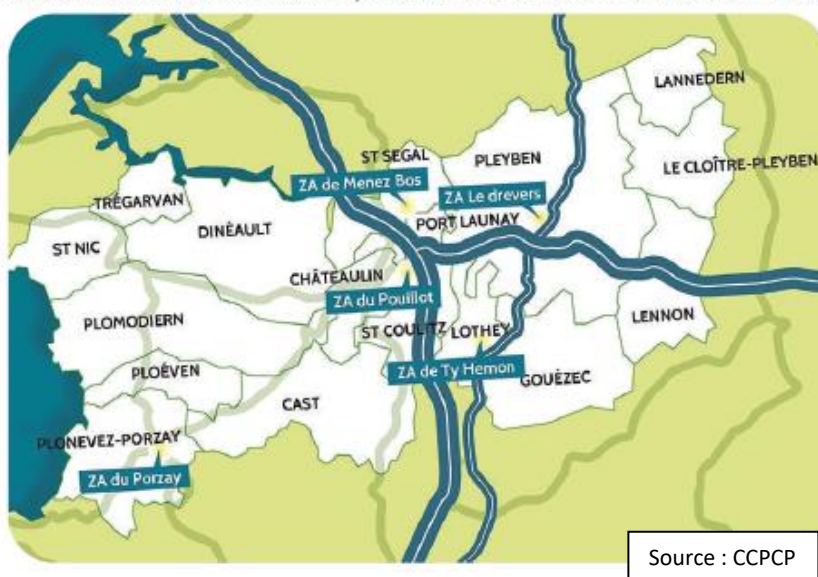 LANNEDERN
ST SEGAL
PLEYBEN
LE CLOÎTRE-PLEYBEN
ZA de Menez Bos
ZA Le drevers
TRÉGARVAN
PORT LAUNAY
DINÉAULT
ST NIC
CHÂTEAULIN
ZA du Pouillot
PLOMODIERN
ST COULITZ
LOTHEY
LENNON
ZA de Ty Hemon
PLOÉVEN
GOUÉZEC
CAST
PLONEVEZ-PORZAY
ZA du Porzay
Source : CCPCP